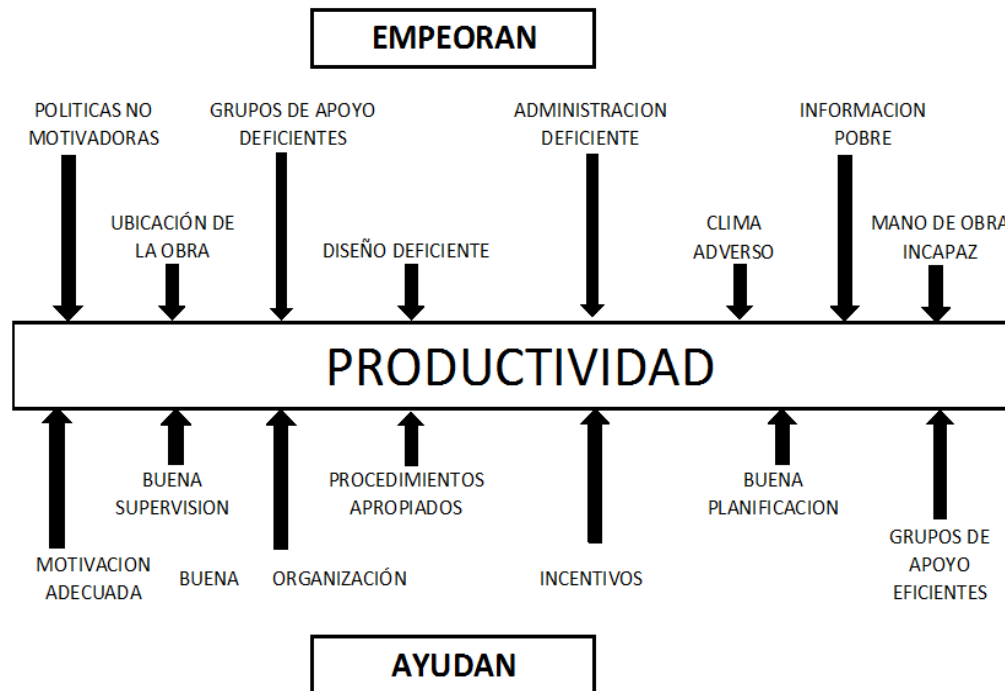 EMPEORAN
POLITICAS NO
MOTIVADORAS
GRUPOS DE APOYO
DEFICIENTES
ADMINISTRACION
DEFICIENTE
INFORMACION
POBRE
UBICACIÓN DE
LA OBRA
DISEÑO DEFICIENTE
CLIMA
ADVERSO
MANO DE OBRA
INCAPAZ
PRODUCTIVIDAD
BUENA
SUPERVISION
PROCEDIMIENTOS
APROPIADOS
BUENA
PLANIFICACION
MOTIVACION
ADECUADA
BUENA ORGANIZACIÓN
INCENTIVOS
GRUPOS DE
APOYO
EFICIENTES
AYUDAN